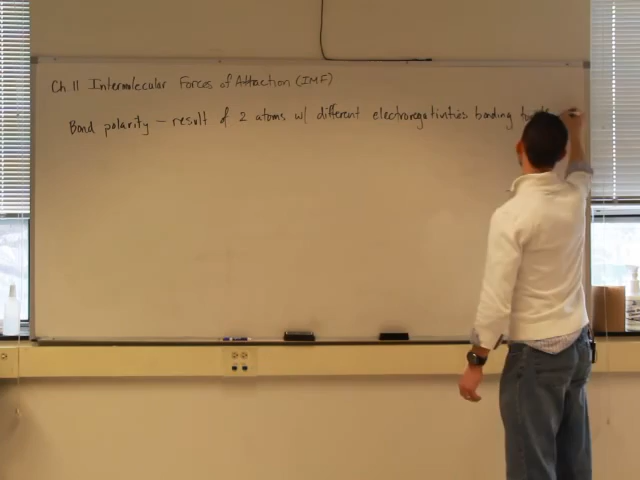 Ch 11 Intermolecular Forces of Attraction (IMF)
Bond polarity – result of 2 atoms w/ different electronegativities bonding